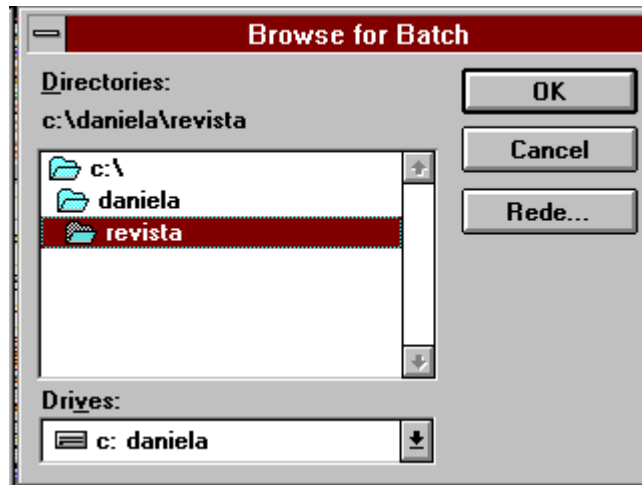 Browse for Batch
Directories:
c:\daniela\revista
c:\
daniela
revista
Drives:
c: daniela
OK
Cancel
Rede...